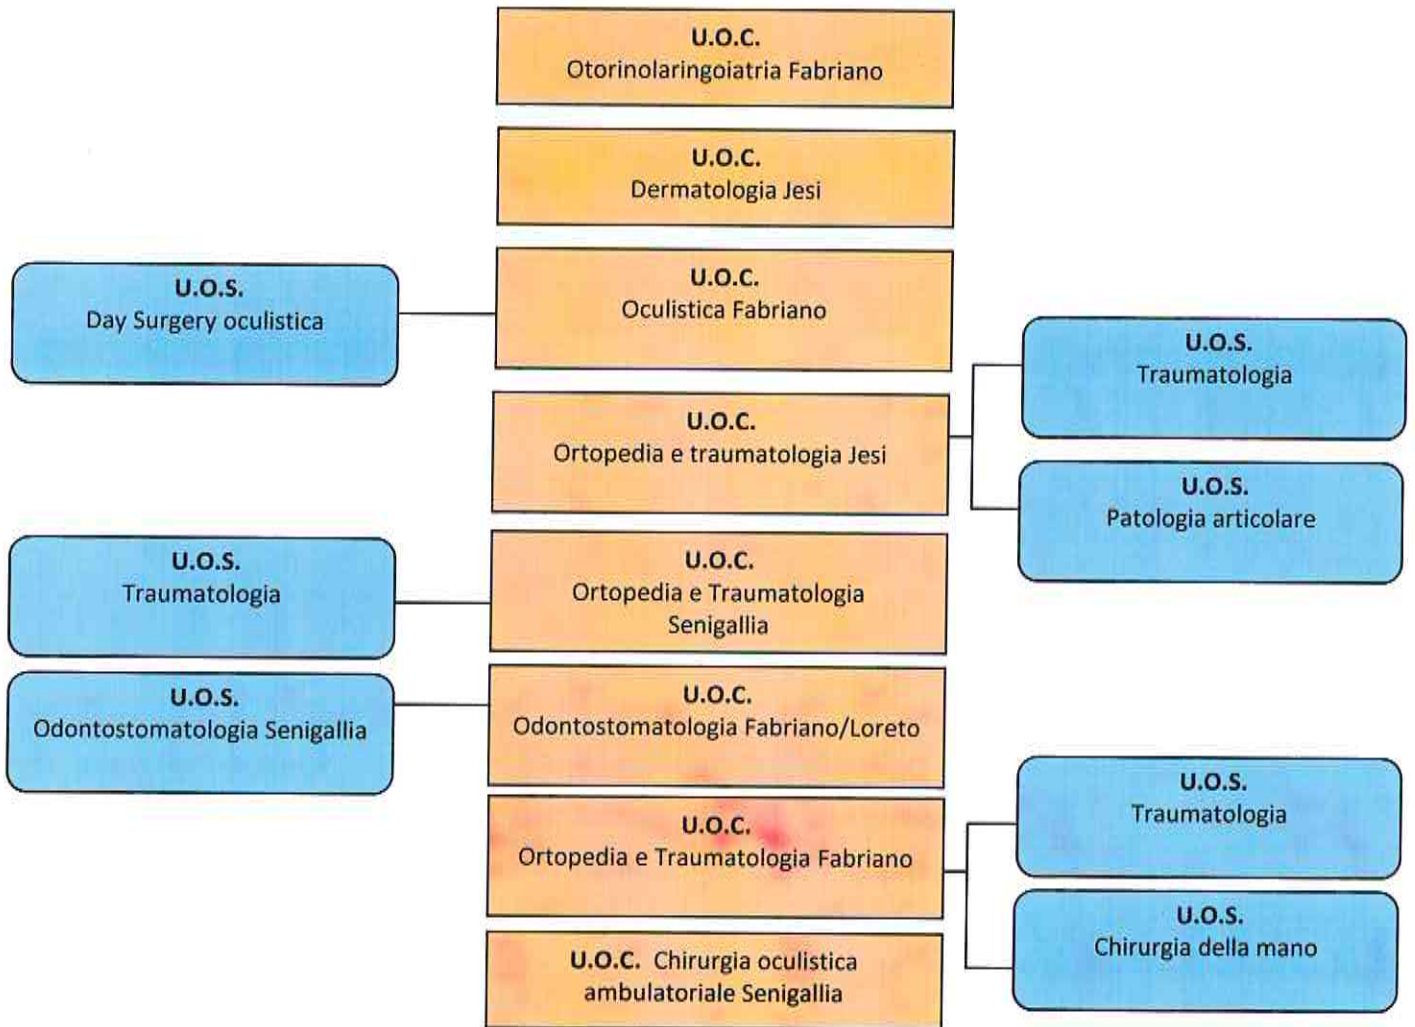 U.O.C.
Otorinolaringoiatria Fabriano
U.O.C.
Dermatologia Jesi
U.O.S.
Day Surgery oculistica
U.O.C.
Oculistica Fabriano
U.O.C.
Ortopedia e traumatologia Jesi
U.O.S.
Traumatologia
U.O.S.
Patologia articolare
U.O.S.
Traumatologia
U.O.C.
Ortopedia e Traumatologia
Senigallia
U.O.S.
Odontostomatologia Senigallia
U.O.C.
Odontostomatologia Fabriano/Loreto
U.O.C.
Ortopedia e Traumatologia Fabriano
U.O.S.
Traumatologia
U.O.S.
Chirurgia della mano
U.O.C. Chirurgia oculistica
ambulatoriale Senigallia